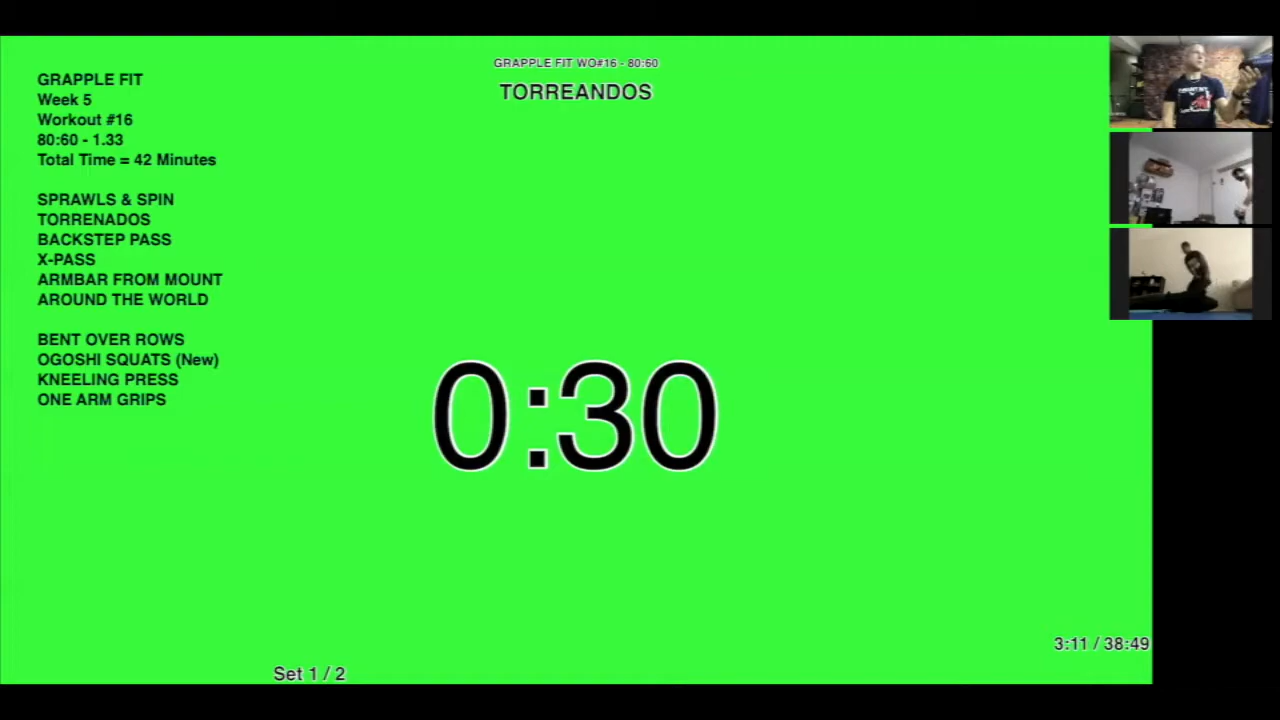 GRAPPLE FIT WO#16 - 80:60
TORREANDOS
GRAPPLE FIT
Week 5
Workout #16
80:60 - 1.33
Total Time = 42 Minutes
SPRAWLS & SPIN
TORRENADOS
BACKSTEP PASS
X-PASS
ARMBAR FROM MOUNT
AROUND THE WORLD
BENT OVER ROWS
OGOSHI SQUATS (New)
KNEELING PRESS
ONE ARM GRIPS
0:30
3:11 / 38:49
Set 1 / 2